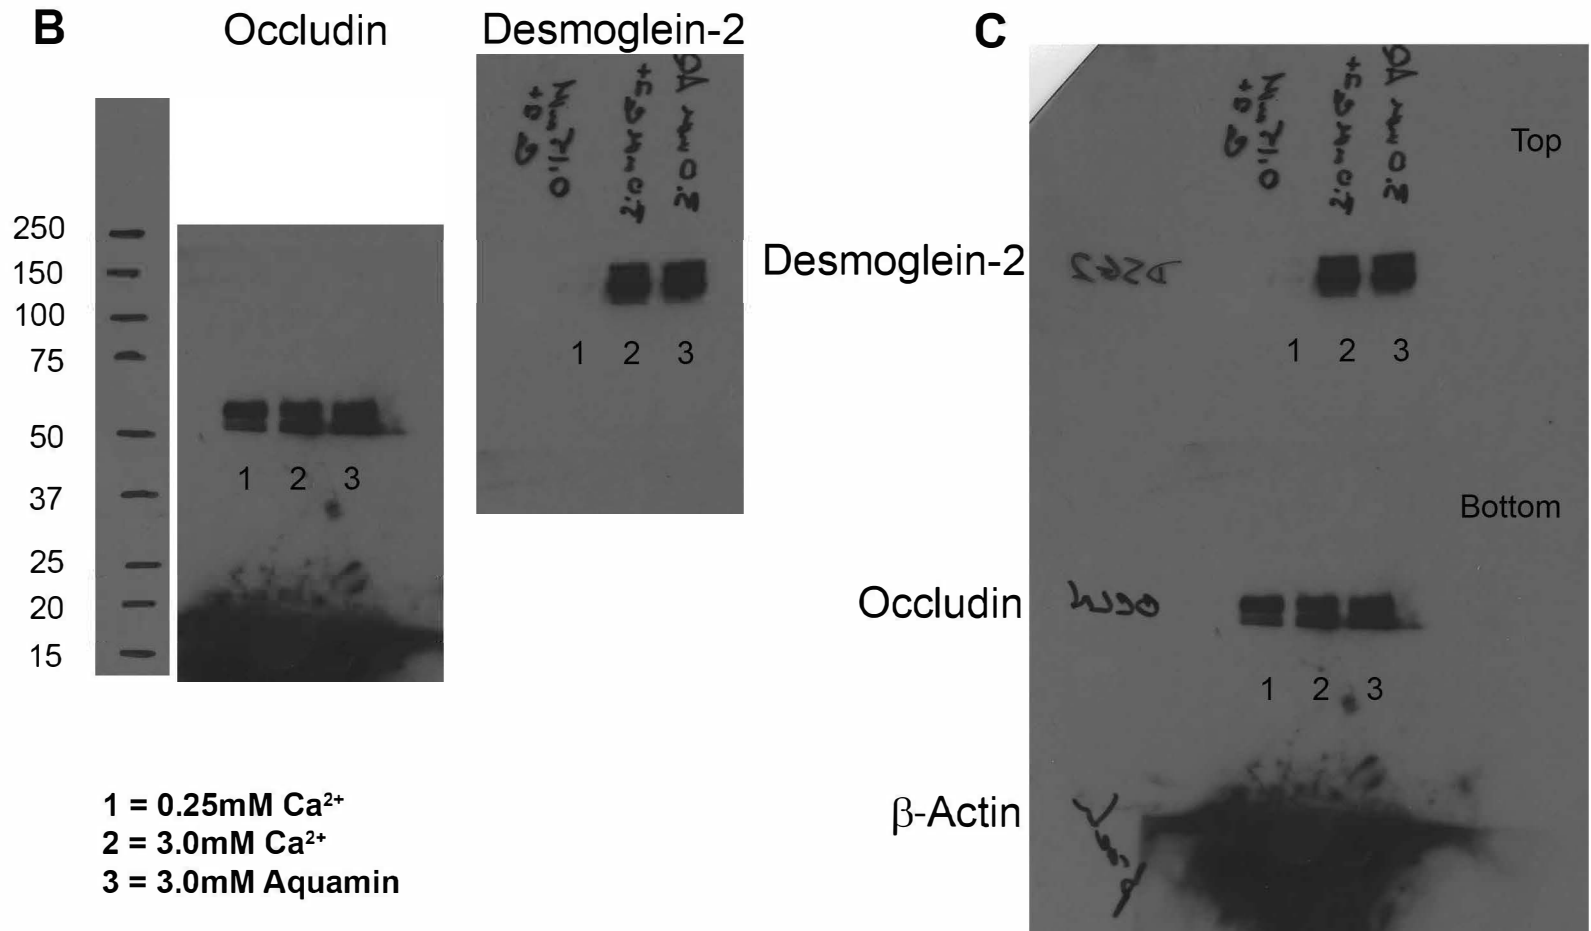 B
Occludin
Desmoglein-2
250
150
100
75
50
37
25
20
15
1 2 3
1 2 3
1 = 0.25mM Ca²⁺
2 = 3.0mM Ca²⁺
3 = 3.0mM Aquamin
C
Top
Desmoglein-2
DSG2
1 2 3
Bottom
Occludin
OCLN
1 2 3
β-Actin